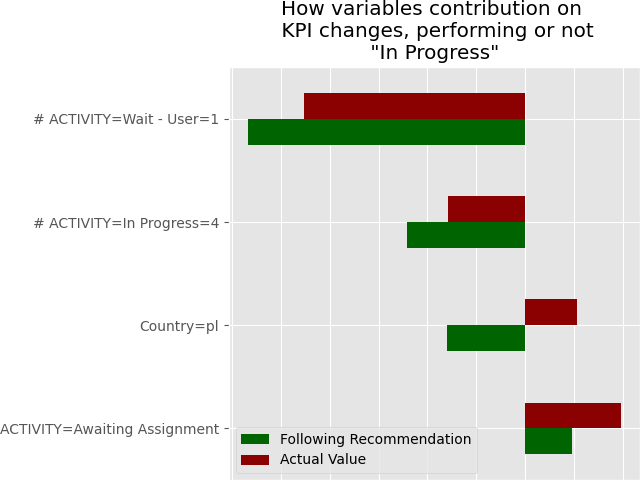 How variables contribution on
KPI changes, performing or not
"In Progress"
# ACTIVITY=Wait - User=1
# ACTIVITY=In Progress=4
Country=pl
ACTIVITY=Awaiting Assignment
Following Recommendation
Actual Value